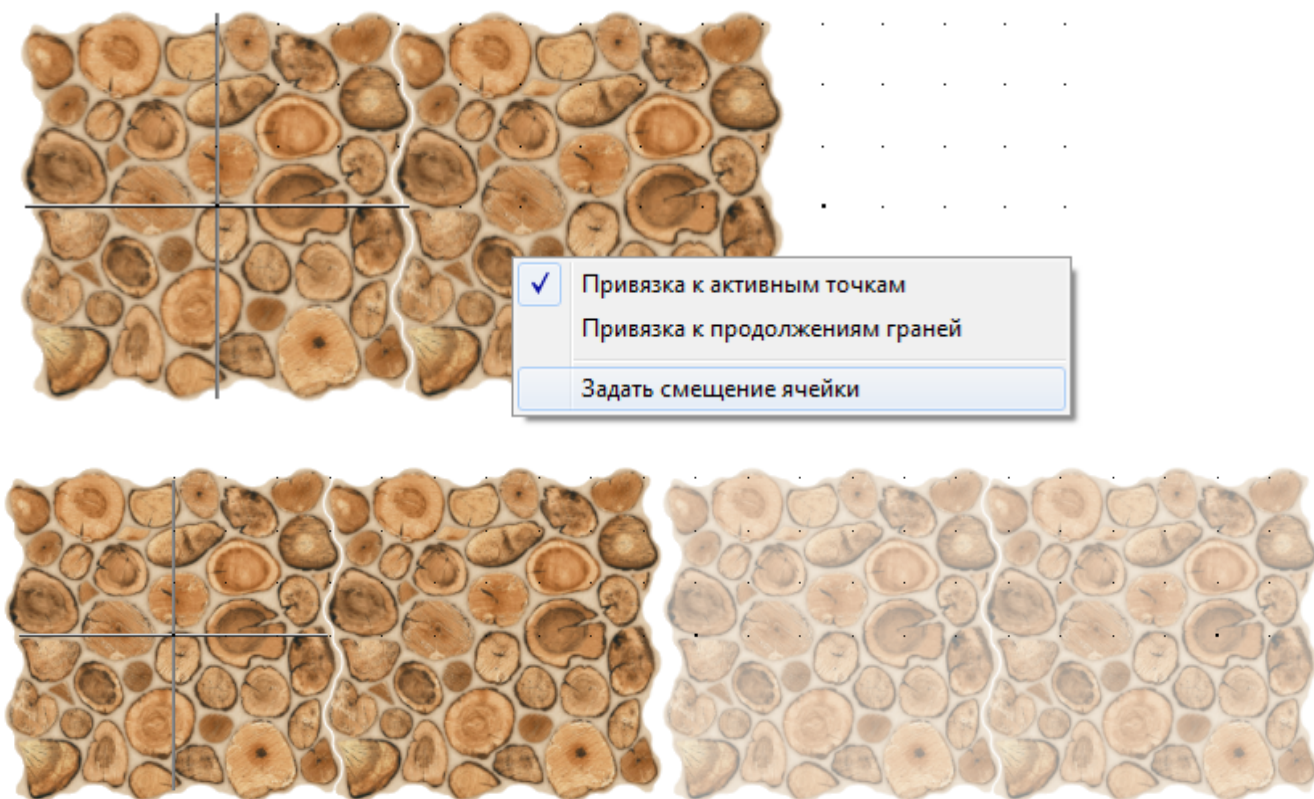 Привязка к активным точкам
Привязка к продолжениям граней
Задать смещение ячейки